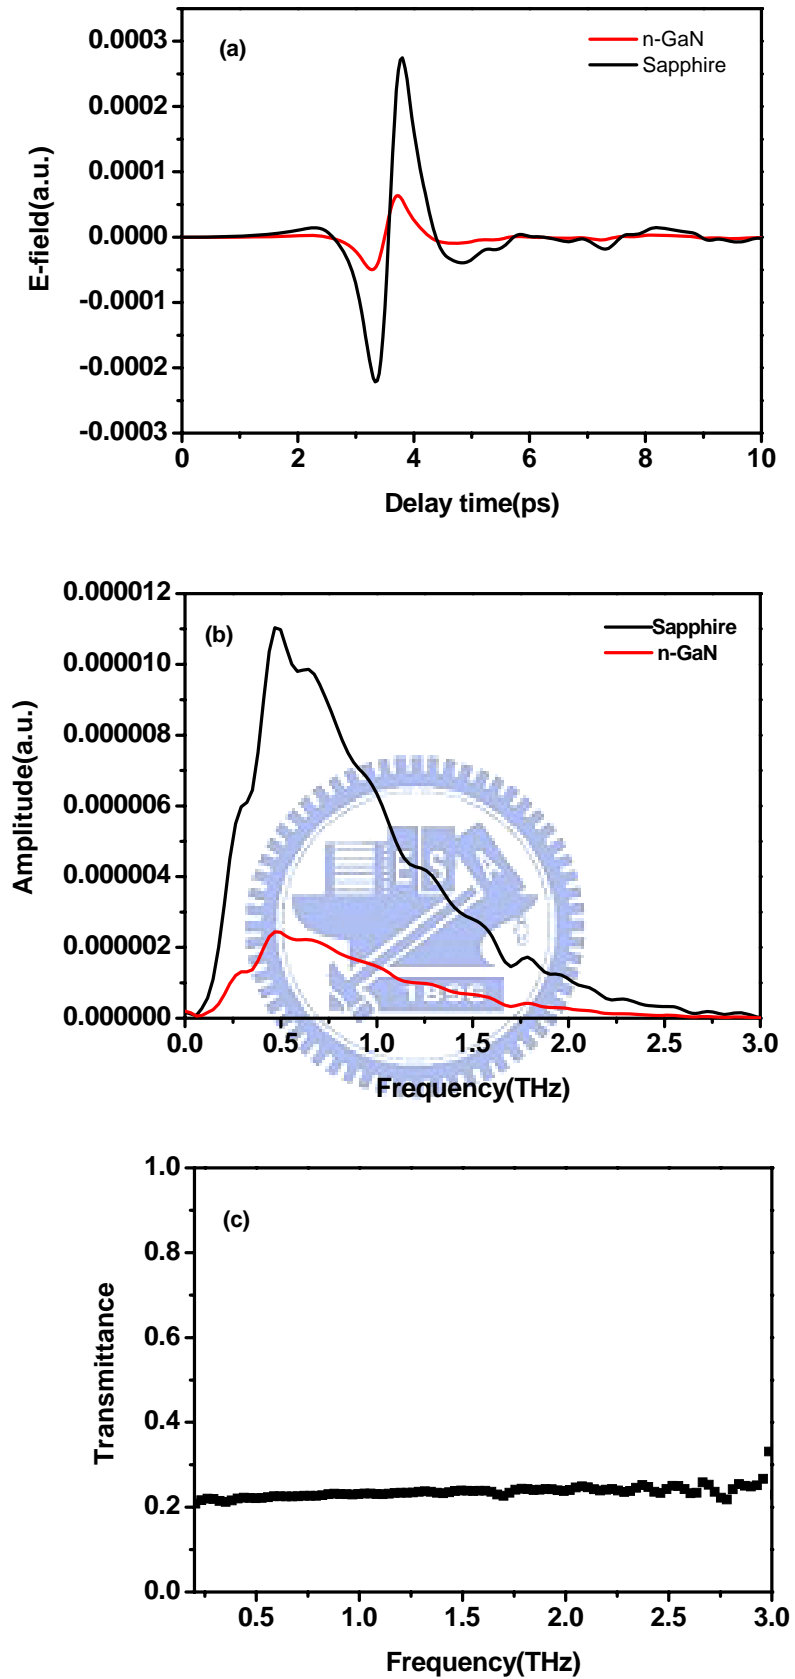 (a)
n-GaN
Sapphire
0.0003
0.0002
0.0001
0.0000
-0.0001
-0.0002
-0.0003
E-field(a.u.)
0 2 4 6 8 10
Delay time(ps)
(b)
Sapphire
n-GaN
0.000012
0.000010
0.000008
0.000006
0.000004
0.000002
0.000000
Amplitude(a.u.)
ESA
1896
0.0 0.5 1.0 1.5 2.0 2.5 3.0
Frequency(THz)
(c)
1.0
0.8
0.6
0.4
0.2
0.0
Transmittance
0.5 1.0 1.5 2.0 2.5 3.0
Frequency(THz)